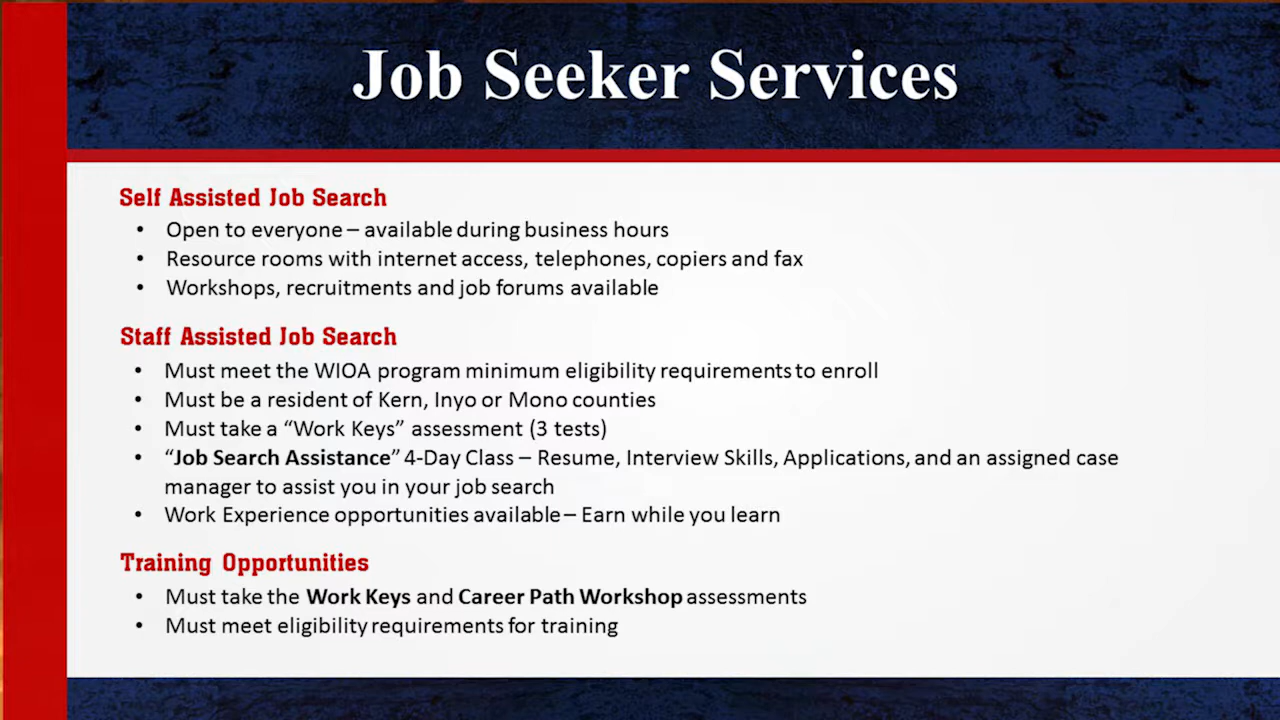 Job Seeker Services
Self Assisted Job Search
• Open to everyone – available during business hours
• Resource rooms with internet access, telephones, copiers and fax
• Workshops, recruitments and job forums available
Staff Assisted Job Search
• Must meet the WIOA program minimum eligibility requirements to enroll
• Must be a resident of Kern, Inyo or Mono counties
• Must take a “Work Keys” assessment (3 tests)
• “Job Search Assistance” 4-Day Class – Resume, Interview Skills, Applications, and an assigned case
manager to assist you in your job search
• Work Experience opportunities available – Earn while you learn
Training Opportunities
• Must take the Work Keys and Career Path Workshop assessments
• Must meet eligibility requirements for training